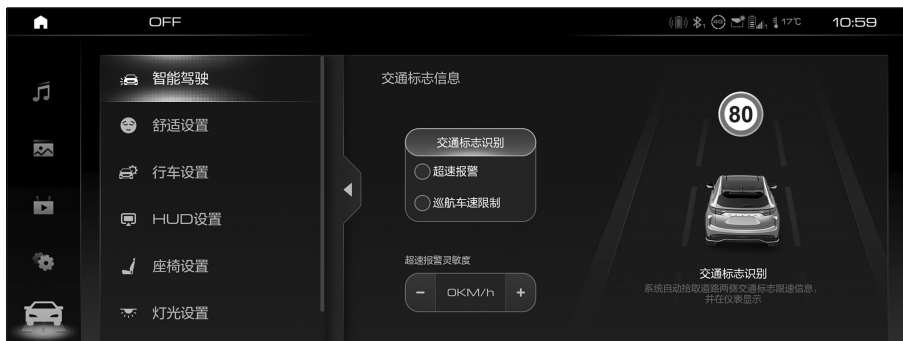 OFF
17℃
10:59
智能驾驶
舒适设置
行车设置
HUD设置
座椅设置
灯光设置
交通标志信息
交通标志识别
超速报警
巡航车速限制
超速报警灵敏度
- 0KM/h +
80
交通标志识别
系统自动拾取道路两侧交通标志限速信息，
并在仪表显示